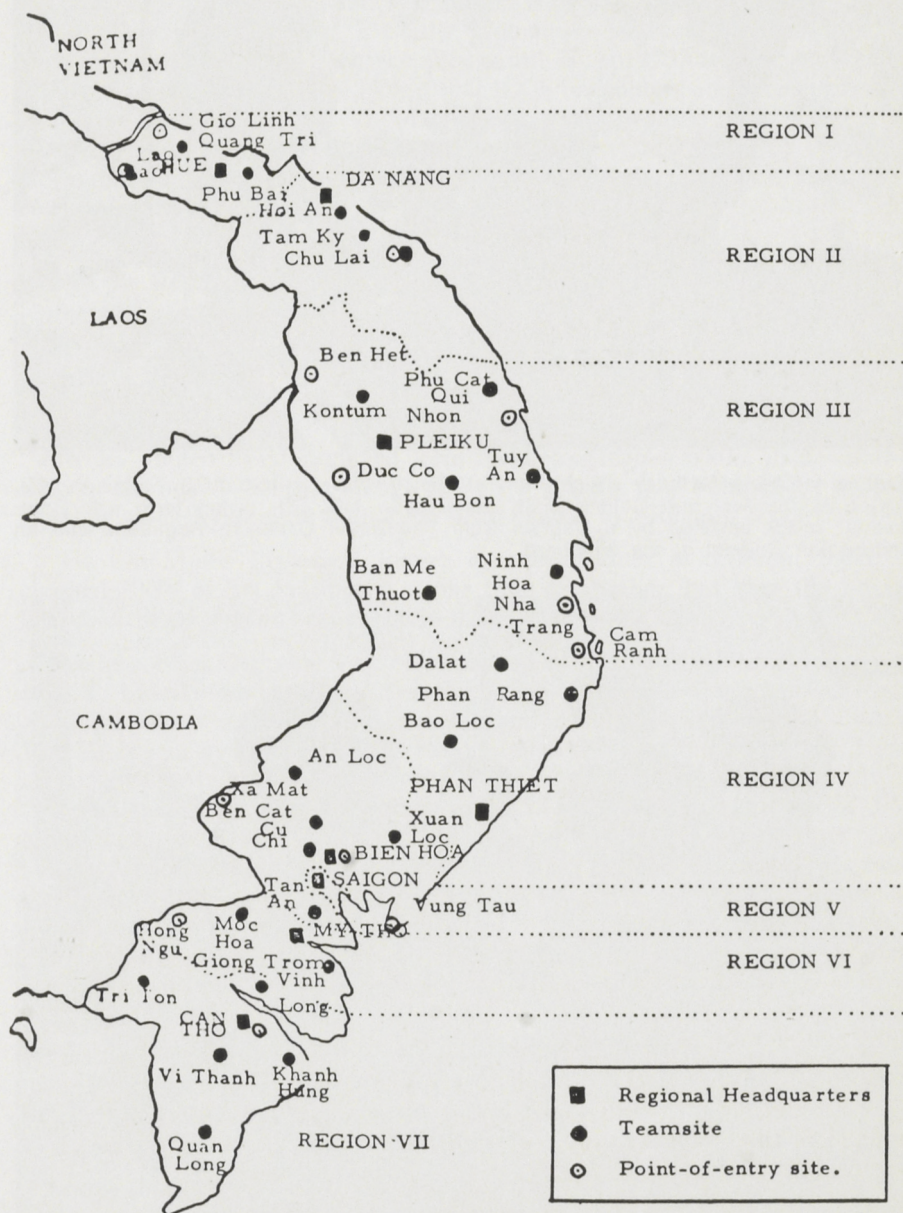 NORTH
VIETNAM
Gio Linh
Quang Tri
REGION I
Lao
Bao
HUE
Phu Bai
DA NANG
Hoi An
Tam Ky
Chu Lai
REGION II
LAOS
Ben Het
Phu Cat
Qui
Nhon
Kontum
REGION III
PLEIKU
Tuy
An
Duc Co
Hau Bon
Ban Me
Thuot
Ninh
Hoa
Nha
Trang
Cam
Ranh
Dalat
Phan Rang
Bao Loc
CAMBODIA
An Loc
PHAN THIET
REGION IV
Xa Mat
Ben Cat
Cu
Chi
Xuan
Loc
BIEN HOA
SAIGON
Tan
An
Vung Tau
REGION V
Hong
Ngu
Moc
Hoa
MY THO
REGION VI
Giong Trom
Vinh
Long
Tri Ton
CAN
THO
Vi Thanh
Khanh
Hung
Quan
Long
REGION VII
Regional Headquarters
Teamsite
Point-of-entry site.